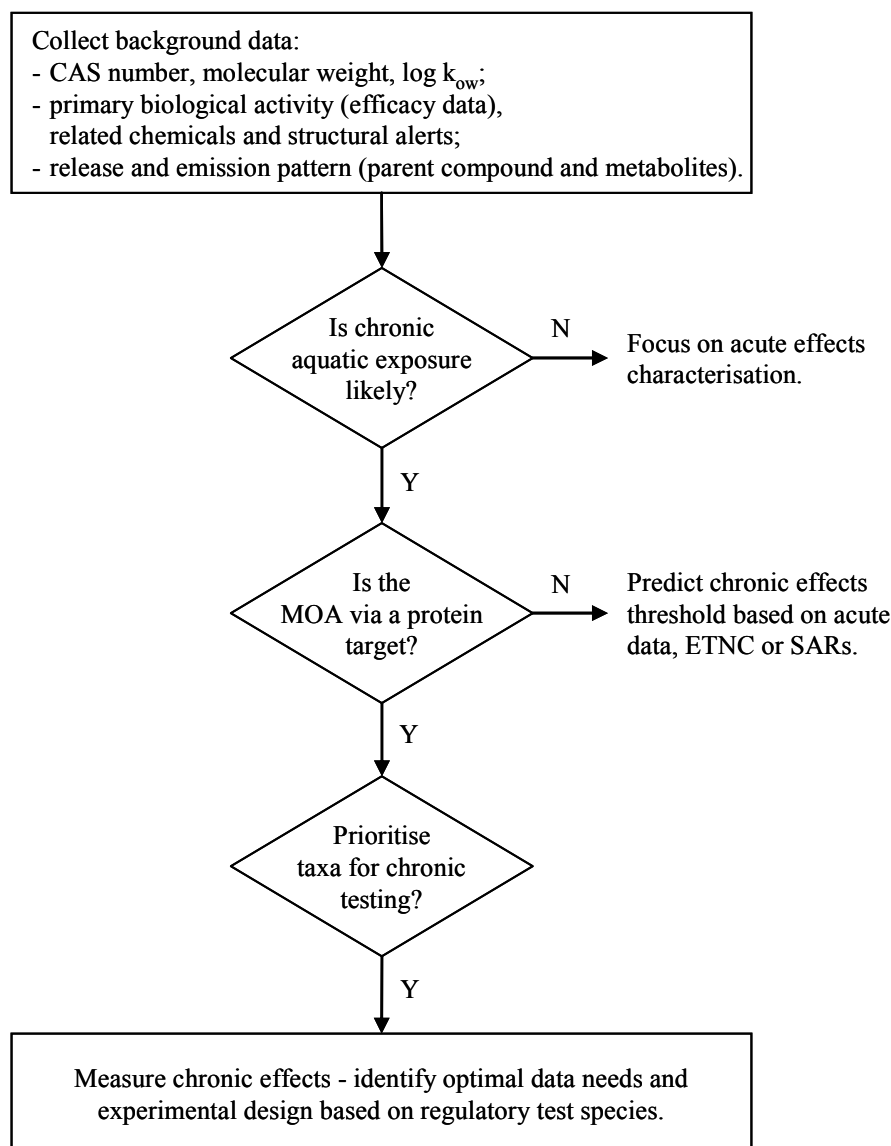 Collect background data:
- CAS number, molecular weight, log kow;
- primary biological activity (efficacy data),
related chemicals and structural alerts;
- release and emission pattern (parent compound and metabolites).
Is chronic
aquatic exposure
likely?
N
Focus on acute effects
characterisation.
Y
Is the
MOA via a protein
target?
N
Predict chronic effects
threshold based on acute
data, ETNC or SARs.
Y
Prioritise
taxa for chronic
testing?
Y
Measure chronic effects - identify optimal data needs and
experimental design based on regulatory test species.